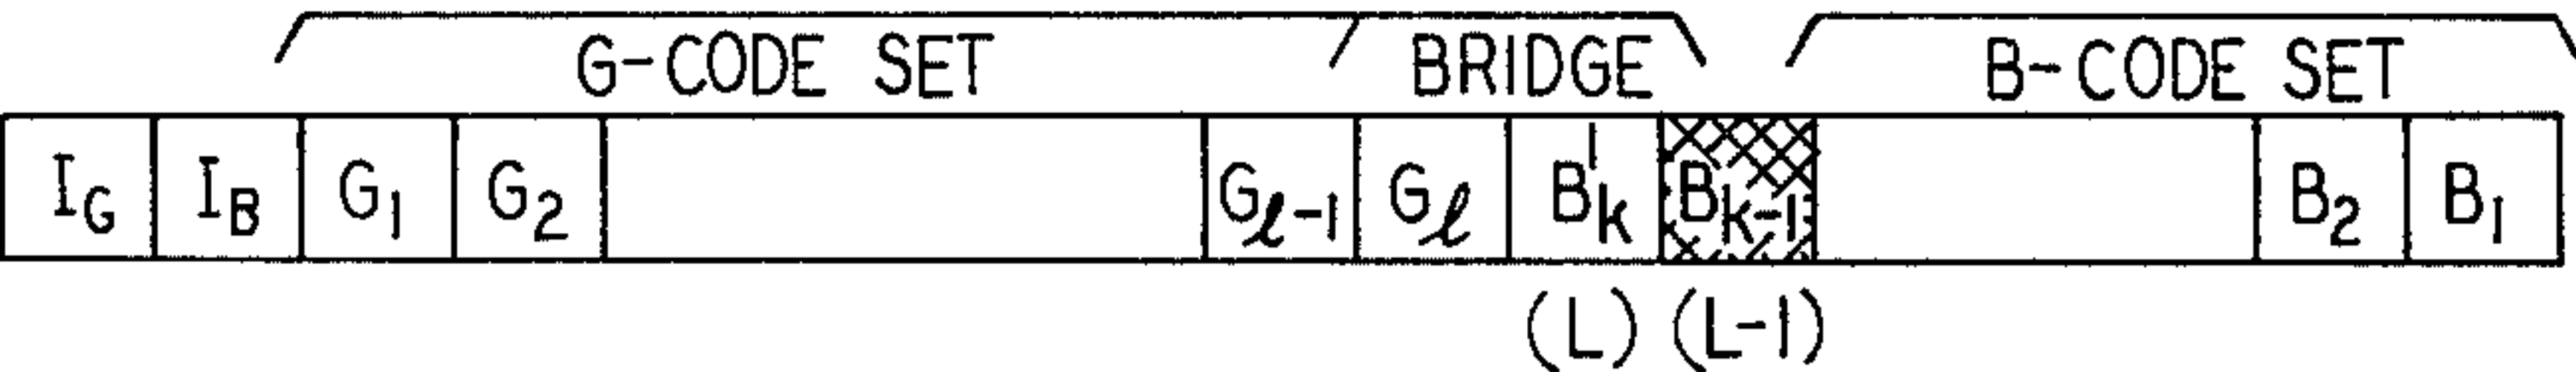 G-CODE SET BRIDGE B-CODE SET
I_G I_B G_1 G_2 G_ℓ-1 G_ℓ B'_k B_k-1 B_2 B_1
(L) (L-1)